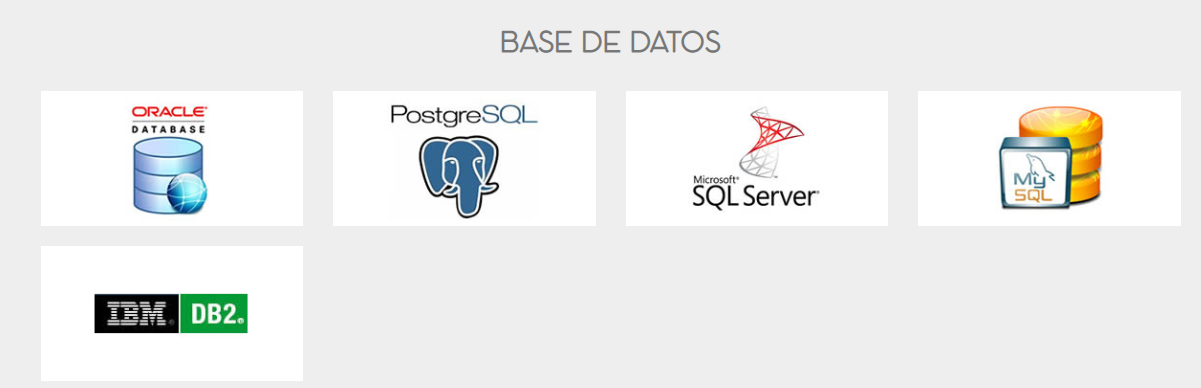 BASE DE DATOS
ORACLE®
DATABASE
PostgreSQL
Microsoft®
SQL Server®
My
SQL
IBM® DB2®